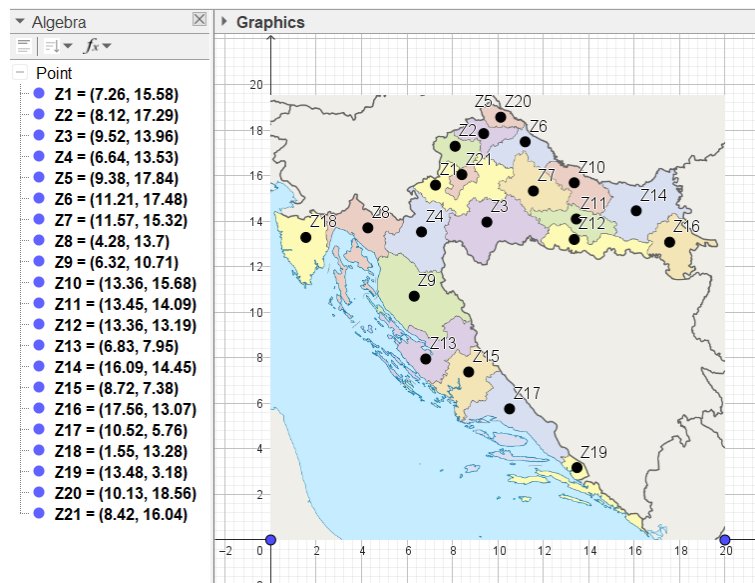 Algebra
Graphics
fx
Point
Z1 = (7.26, 15.58)
Z2 = (8.12, 17.29)
Z3 = (9.52, 13.96)
Z4 = (6.64, 13.53)
Z5 = (9.38, 17.84)
Z6 = (11.21, 17.48)
Z7 = (11.57, 15.32)
Z8 = (4.28, 13.7)
Z9 = (6.32, 10.71)
Z10 = (13.36, 15.68)
Z11 = (13.45, 14.09)
Z12 = (13.36, 13.19)
Z13 = (6.83, 7.95)
Z14 = (16.09, 14.45)
Z15 = (8.72, 7.38)
Z16 = (17.56, 13.07)
Z17 = (10.52, 5.76)
Z18 = (1.55, 13.28)
Z19 = (13.48, 3.18)
Z20 = (10.13, 18.56)
Z21 = (8.42, 16.04)
20
18
16
14
12
10
8
6
4
2
0
Z5 Z20
Z2
Z6
Z21
Z1
Z7
Z10
Z14
Z11
Z12
Z16
Z18
Z8
Z4
Z3
Z9
Z13
Z15
Z17
Z19
−2 0 2 4 6 8 10 12 14 16 18 20